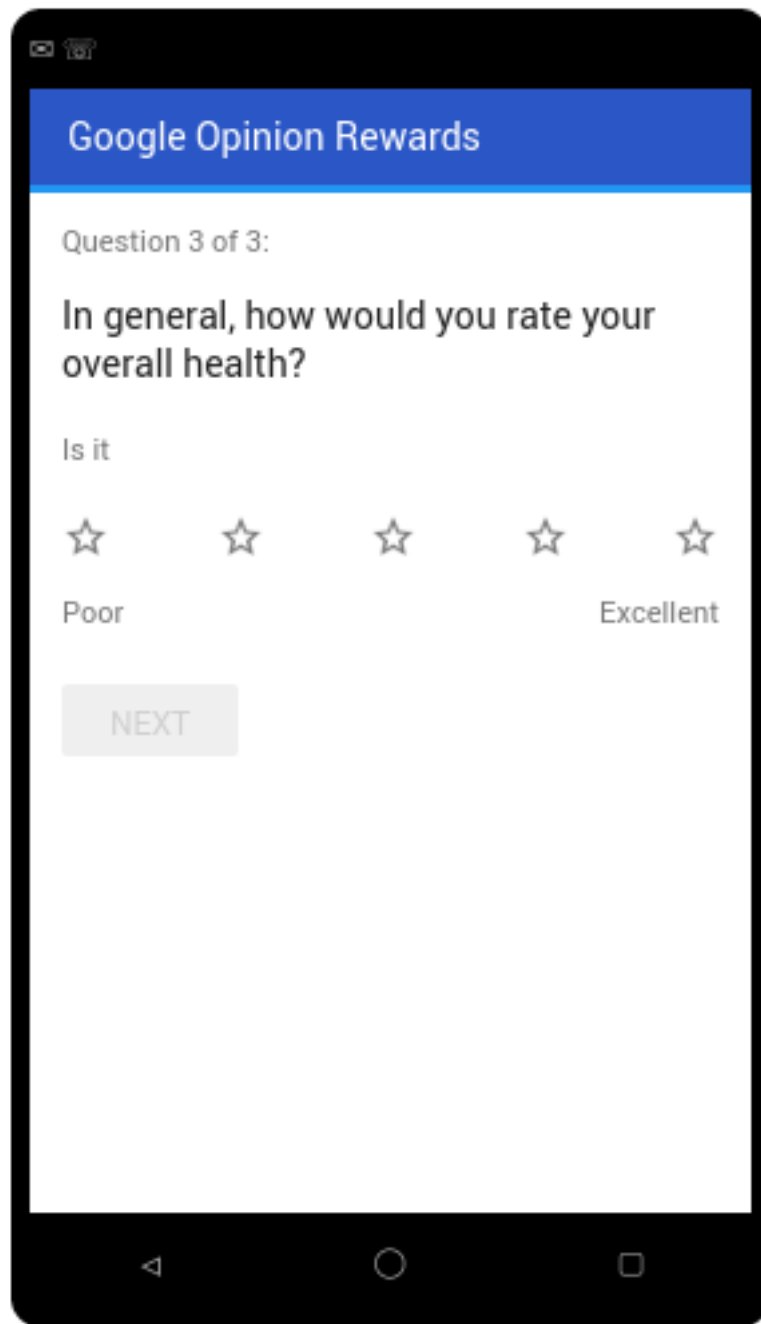 Google Opinion Rewards
Question 3 of 3:
In general, how would you rate your
overall health?
Is it
Poor
Excellent
NEXT